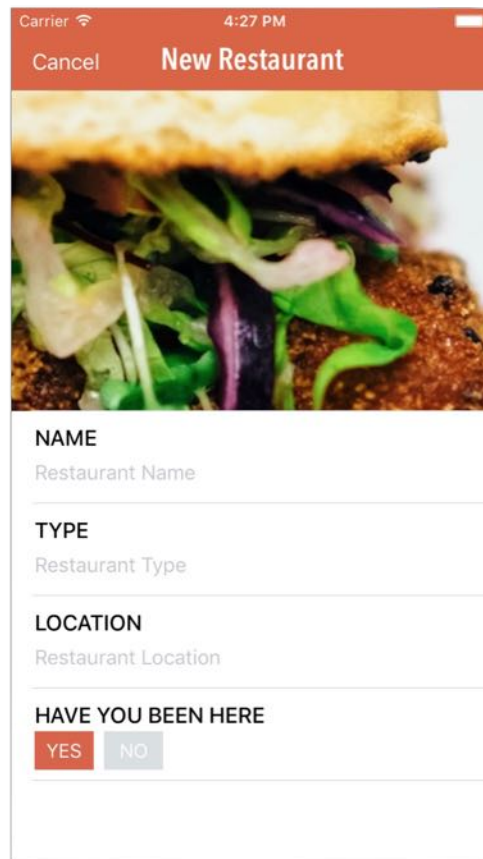 Carrier 4:27 PM
Cancel New Restaurant
NAME
Restaurant Name
TYPE
Restaurant Type
LOCATION
Restaurant Location
HAVE YOU BEEN HERE
YES NO